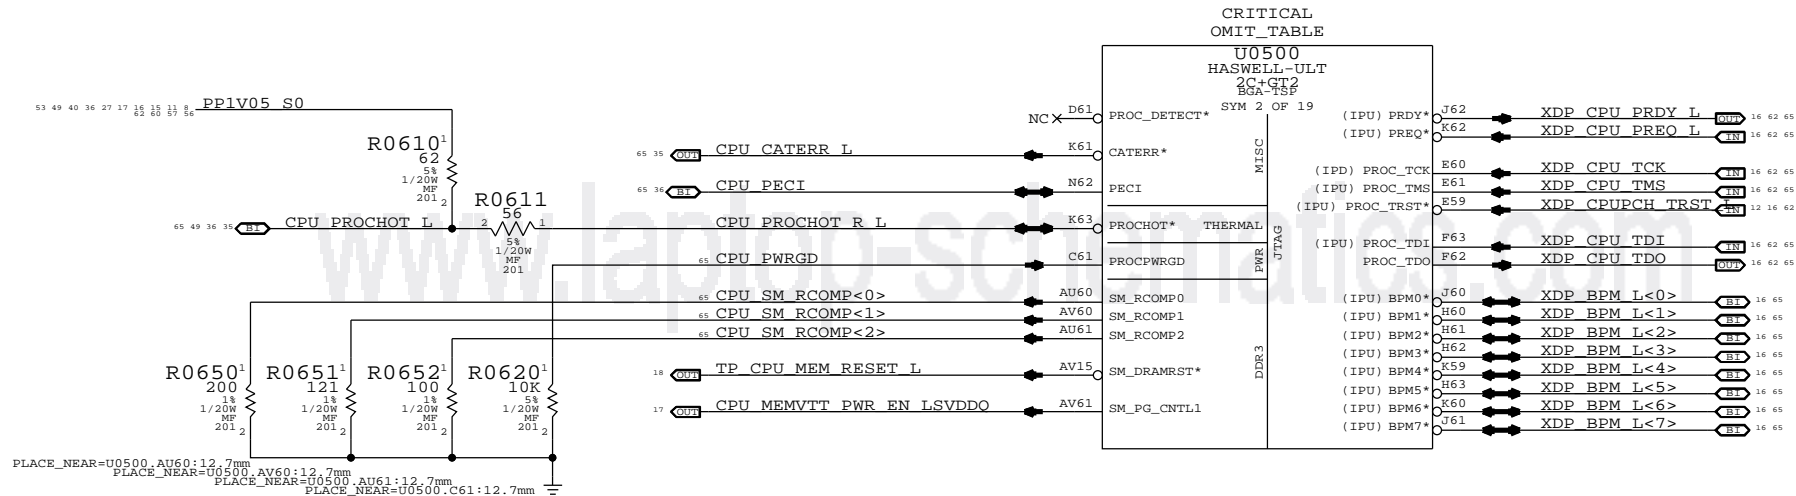 CRITICAL
OMIT_TABLE
U0500
HASWELL-ULT
2C+GT2
BGA-TSP
SYM 2 OF 19
53 49 40 36 27 17 16 15 11 8
62 60 57 56
PP1V05_S0
R0610
1
62
5%
1/20W
MF
201
2
R0611
56
2
1
5%
1/20W
MF
201
65 49 36 35
BI
CPU_PROCHOT_L
NC
D61
PROC_DETECT*
65 35
OUT
CPU_CATERR_L
K61
CATERR*
65 36
BI
CPU_PECI
N62
PECI
CPU_PROCHOT_R_L
K63
PROCHOT*
65
CPU_PWRGD
C61
PROCPWRGD
65
CPU_SM_RCOMP<0>
AU60
SM_RCOMP0
65
CPU_SM_RCOMP<1>
AV60
SM_RCOMP1
65
CPU_SM_RCOMP<2>
AU61
SM_RCOMP2
18
OUT
TP_CPU_MEM_RESET_L
AV15
SM_DRAMRST*
17
OUT
CPU_MEMVTT_PWR_EN_LSVDDQ
AV61
SM_PG_CNTL1
MISC
THERMAL
PWR
JTAG
DDR3
(IPU) PRDY*
J62
XDP_CPU_PRDY_L
OUT
16 62 65
(IPU) PREQ*
K62
XDP_CPU_PREQ_L
IN
16 62 65
(IPD) PROC_TCK
E60
XDP_CPU_TCK
IN
16 62 65
(IPU) PROC_TMS
E61
XDP_CPU_TMS
IN
16 62 65
(IPU) PROC_TRST*
E59
XDP_CPUPCH_TRST_L
IN
12 16 62
(IPU) PROC_TDI
F63
XDP_CPU_TDI
IN
16 62 65
PROC_TDO
F62
XDP_CPU_TDO
OUT
16 62 65
(IPU) BPM0*
J60
XDP_BPM_L<0>
BI
16 65
(IPU) BPM1*
H60
XDP_BPM_L<1>
BI
16 65
(IPU) BPM2*
H61
XDP_BPM_L<2>
BI
16 65
(IPU) BPM3*
H62
XDP_BPM_L<3>
BI
16 65
(IPU) BPM4*
K59
XDP_BPM_L<4>
BI
16 65
(IPU) BPM5*
H63
XDP_BPM_L<5>
BI
16 65
(IPU) BPM6*
K60
XDP_BPM_L<6>
BI
16 65
(IPU) BPM7*
J61
XDP_BPM_L<7>
BI
16 65
R0650
1
200
1%
1/20W
MF
201
2
R0651
1
121
1%
1/20W
MF
201
2
R0652
1
100
1%
1/20W
MF
201
2
R0620
1
10K
5%
1/20W
MF
201
2
PLACE_NEAR=U0500.AU60:12.7mm
PLACE_NEAR=U0500.AV60:12.7mm
PLACE_NEAR=U0500.AU61:12.7mm
PLACE_NEAR=U0500.C61:12.7mm
www.laptop-schematics.com